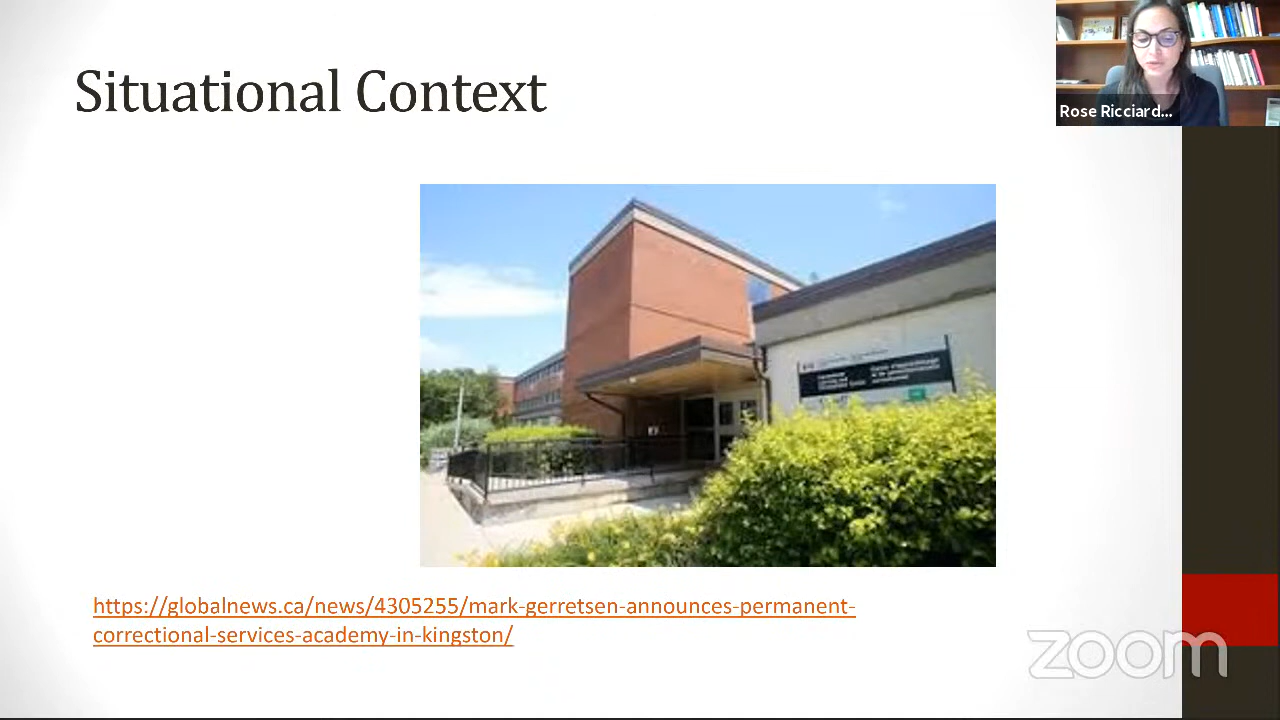 Situational Context
Rose Ricciard...
https://globalnews.ca/news/4305255/mark-gerretsen-announces-permanent-
correctional-services-academy-in-kingston/
zoom